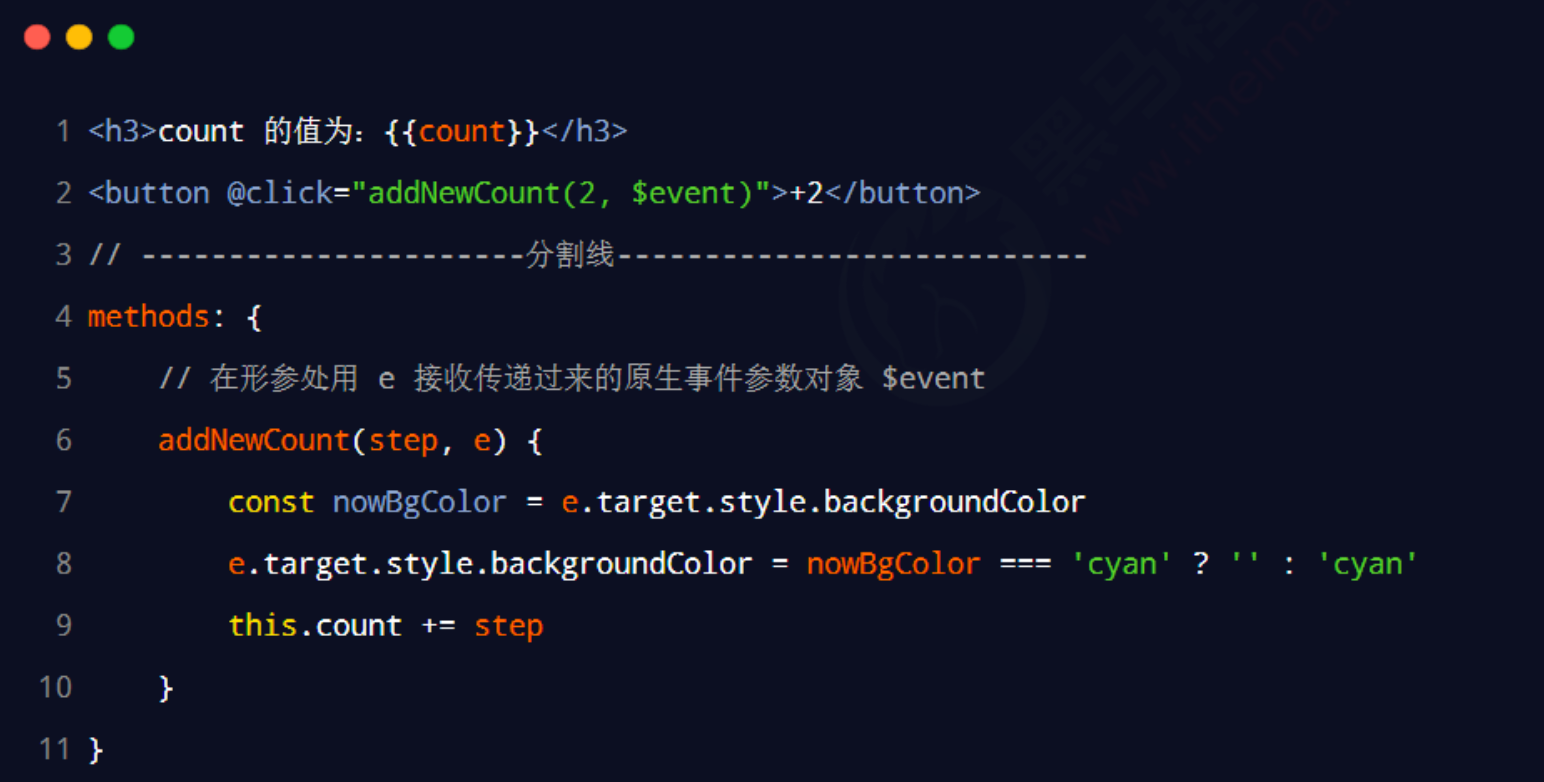 1 <h3>count 的值为：{{count}}</h3>
2 <button @click="addNewCount(2, $event)">+2</button>
3 // ----------------------分割线---------------------------
4 methods: {
5 // 在形参处用 e 接收传递过来的原生事件参数对象 $event
6 addNewCount(step, e) {
7 const nowBgColor = e.target.style.backgroundColor
8 e.target.style.backgroundColor = nowBgColor === 'cyan' ? '' : 'cyan'
9 this.count += step
10 }
11 }
黑马程